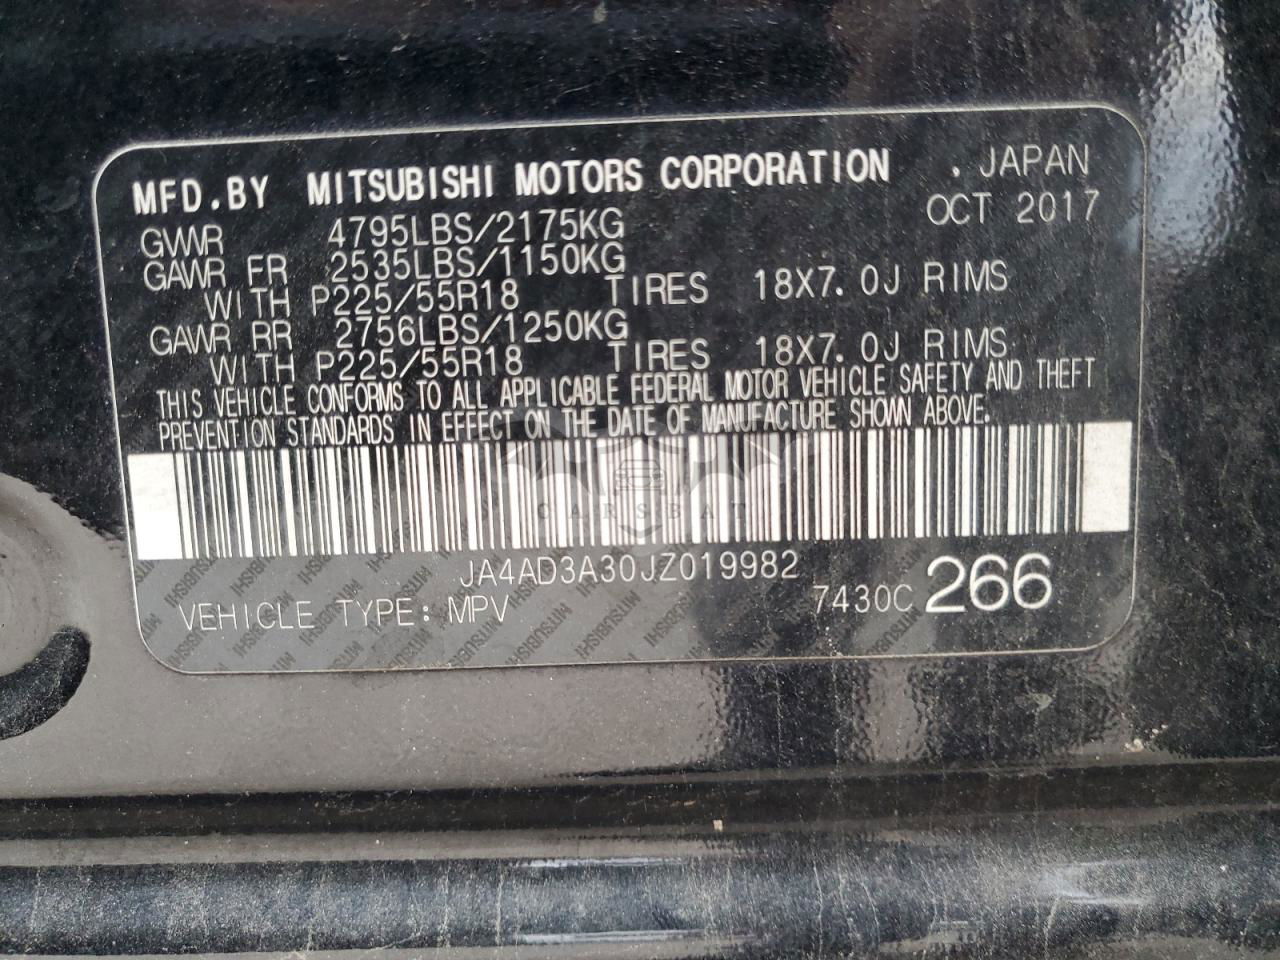 MFD.BY MITSUBISHI MOTORS CORPORATION . JAPAN
OCT 2017
GVWR 4795LBS/2175KG
GAWR FR 2535LBS/1150KG
WITH P225/55R18 TIRES 18X7.0J RIMS
GAWR RR 2756LBS/1250KG
WITH P225/55R18 TIRES 18X7.0J RIMS
THIS VEHICLE CONFORMS TO ALL APPLICABLE FEDERAL MOTOR VEHICLE SAFETY AND THEFT
PREVENTION STANDARDS IN EFFECT ON THE DATE OF MANUFACTURE SHOWN ABOVE.
CARSBAT
JA4AD3A30JZ019982
VEHICLE TYPE: MPV 7430C 266